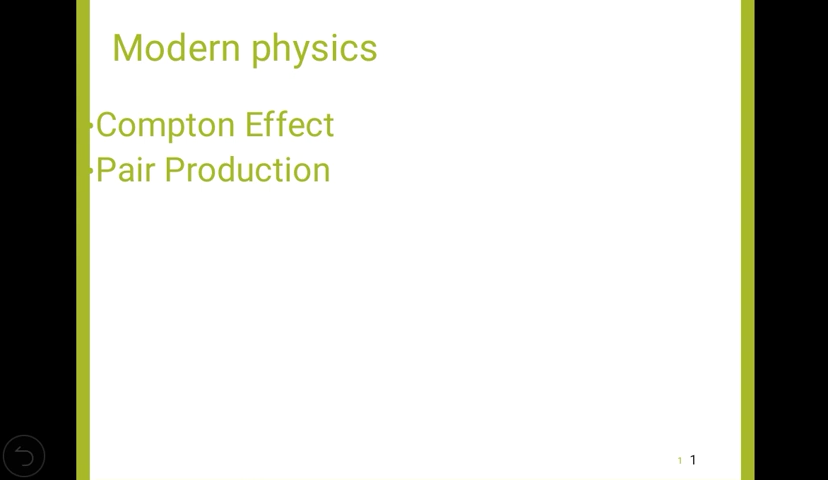 Modern physics
•Compton Effect
•Pair Production
1 1